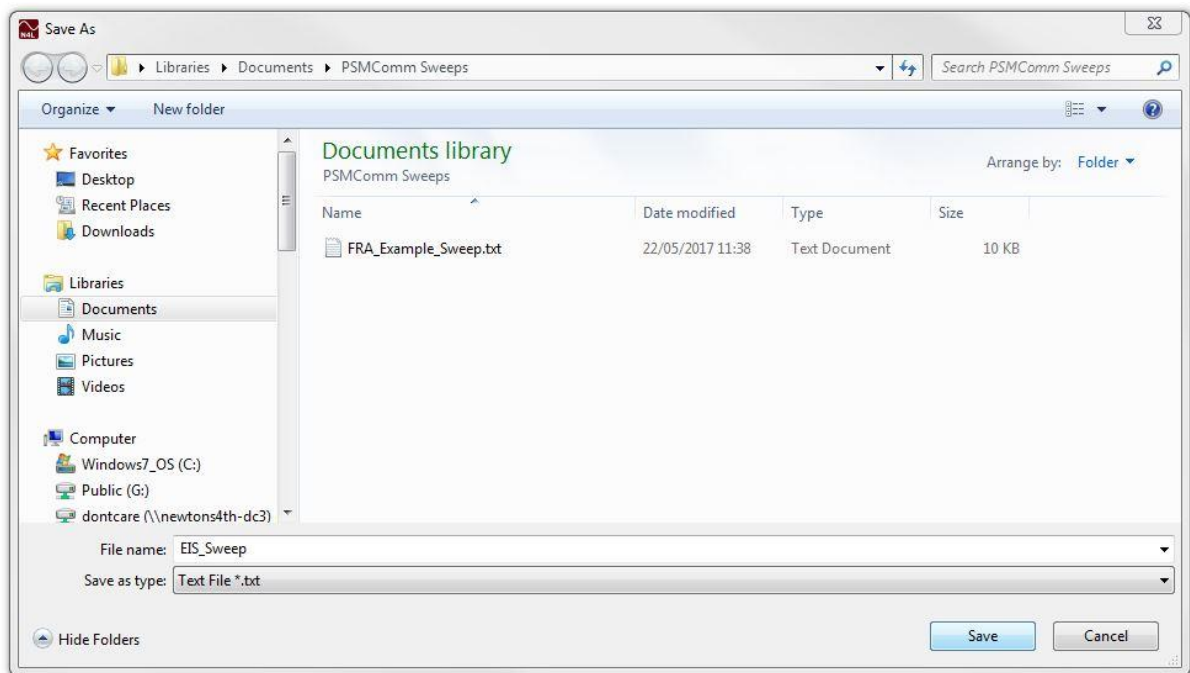 N4L Save As
Libraries Documents PSMComm Sweeps Search PSMComm Sweeps
Organize New folder
Favorites
Desktop
Recent Places
Downloads
Libraries
Documents
Music
Pictures
Videos
Computer
Windows7_OS (C:)
Public (G:)
dontcare (\\newtons4th-dc3)
Documents library
PSMComm Sweeps
Arrange by: Folder
Name Date modified Type Size
FRA_Example_Sweep.txt 22/05/2017 11:38 Text Document 10 KB
File name: EIS_Sweep
Save as type: Text File *.txt
Hide Folders Save Cancel